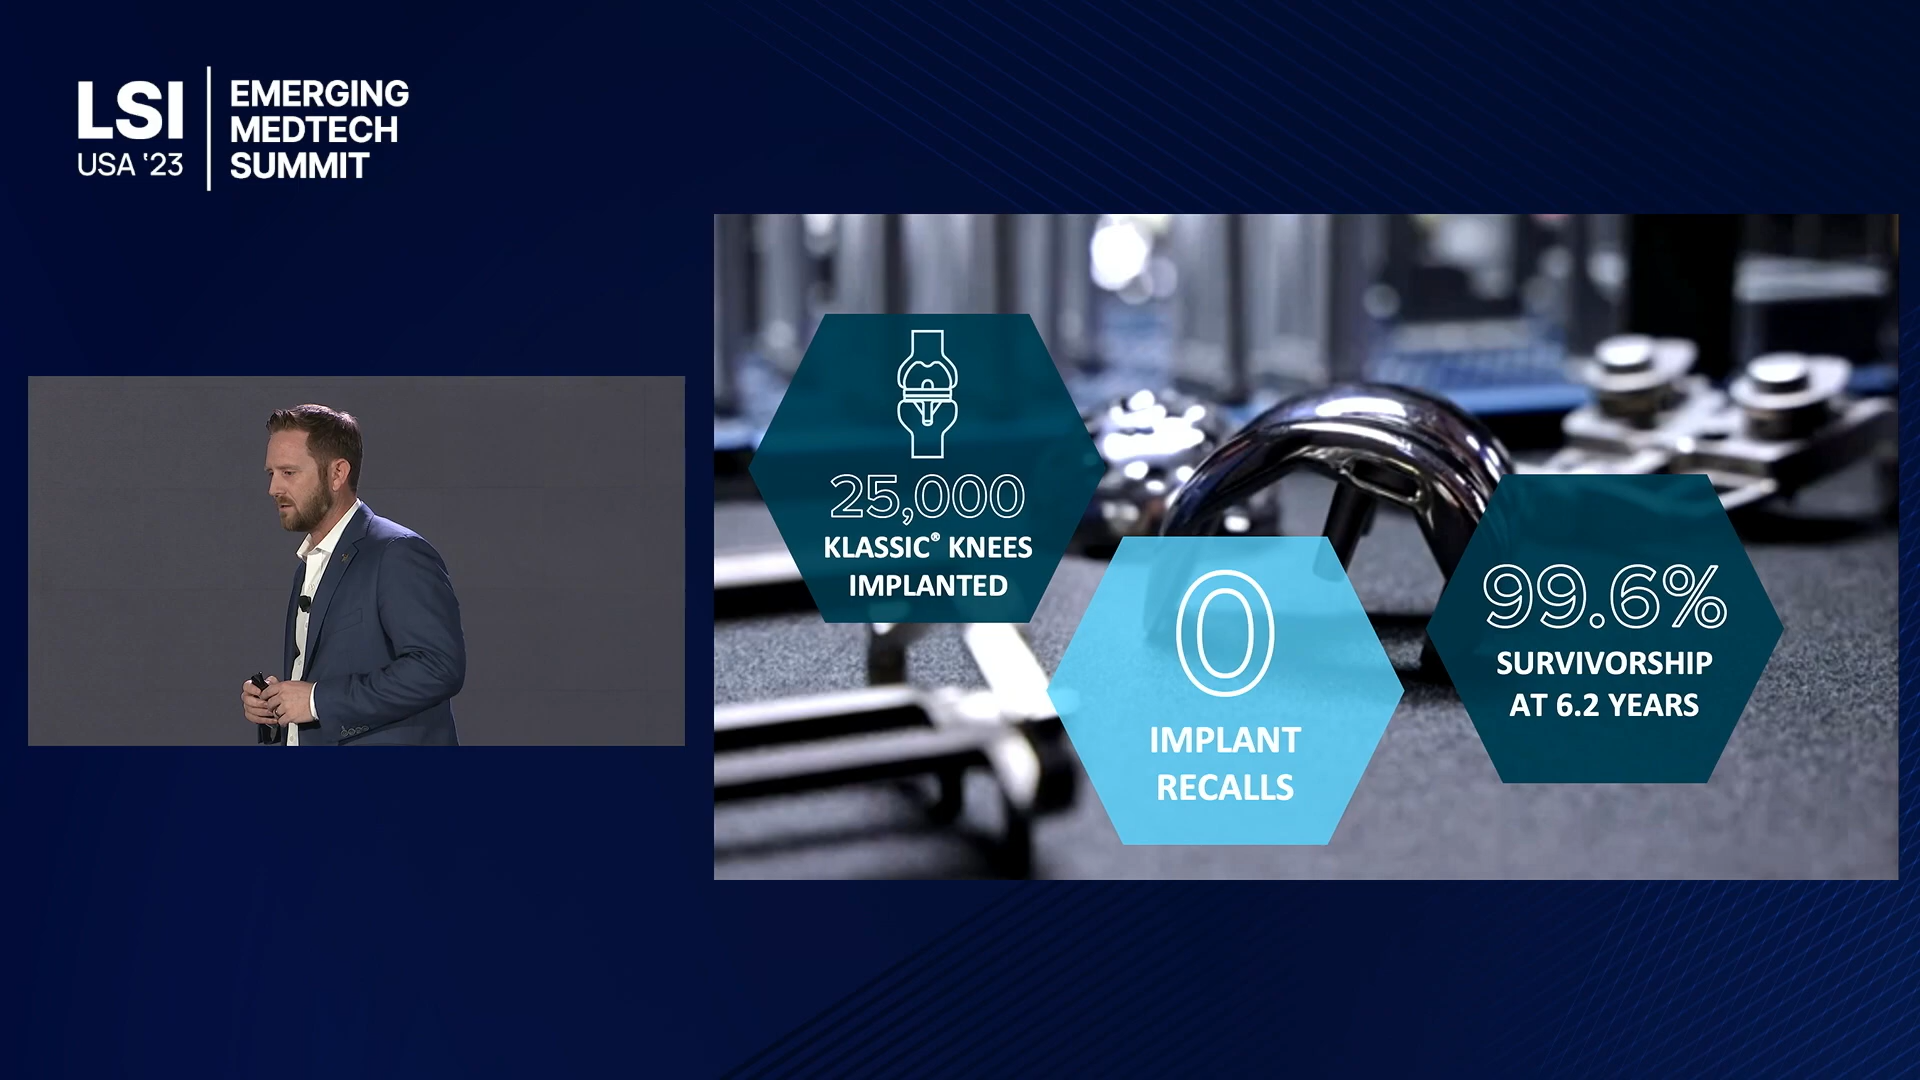 LSI
USA '23
EMERGING
MEDTECH
SUMMIT
25,000
KLASSIC® KNEES
IMPLANTED
0
IMPLANT
RECALLS
99.6%
SURVIVORSHIP
AT 6.2 YEARS